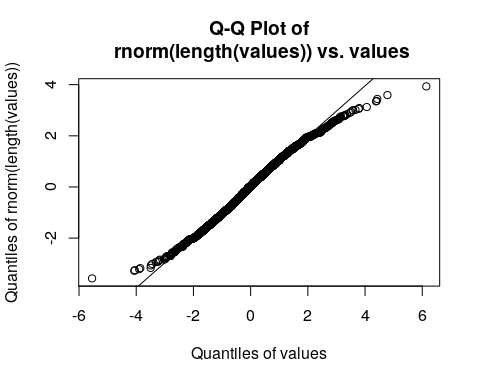 Q-Q Plot of
rnorm(length(values)) vs. values
Quantiles of rnorm(length(values))
4
2
0
-2
-6
-4
-2
0
2
4
6
Quantiles of values